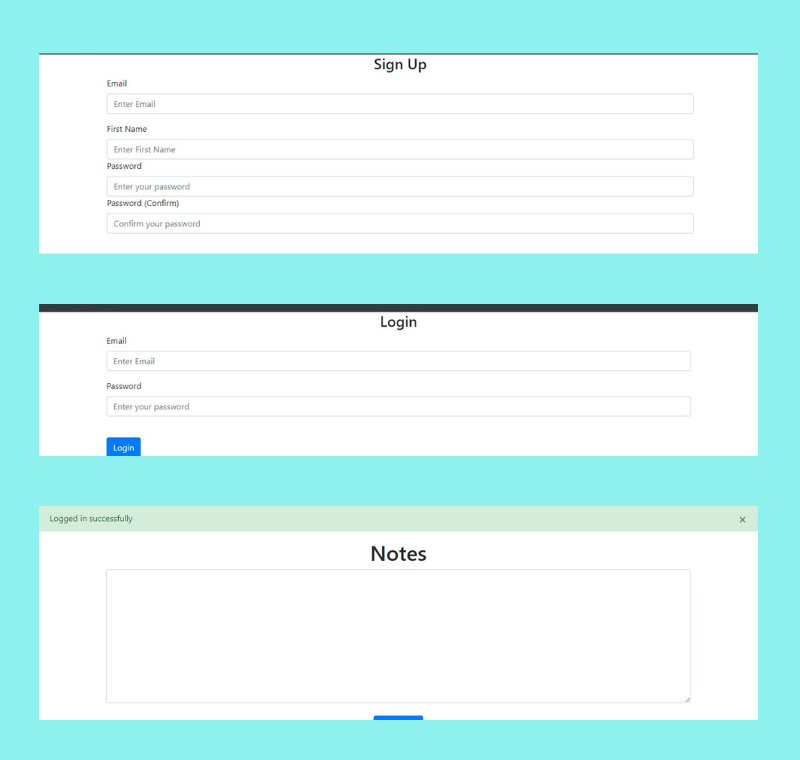 Sign Up
Email
Enter Email
First Name
Enter First Name
Password
Enter your password
Password (Confirm)
Confirm your password
Login
Email
Enter Email
Password
Enter your password
Login
Logged in successfully ×
Notes